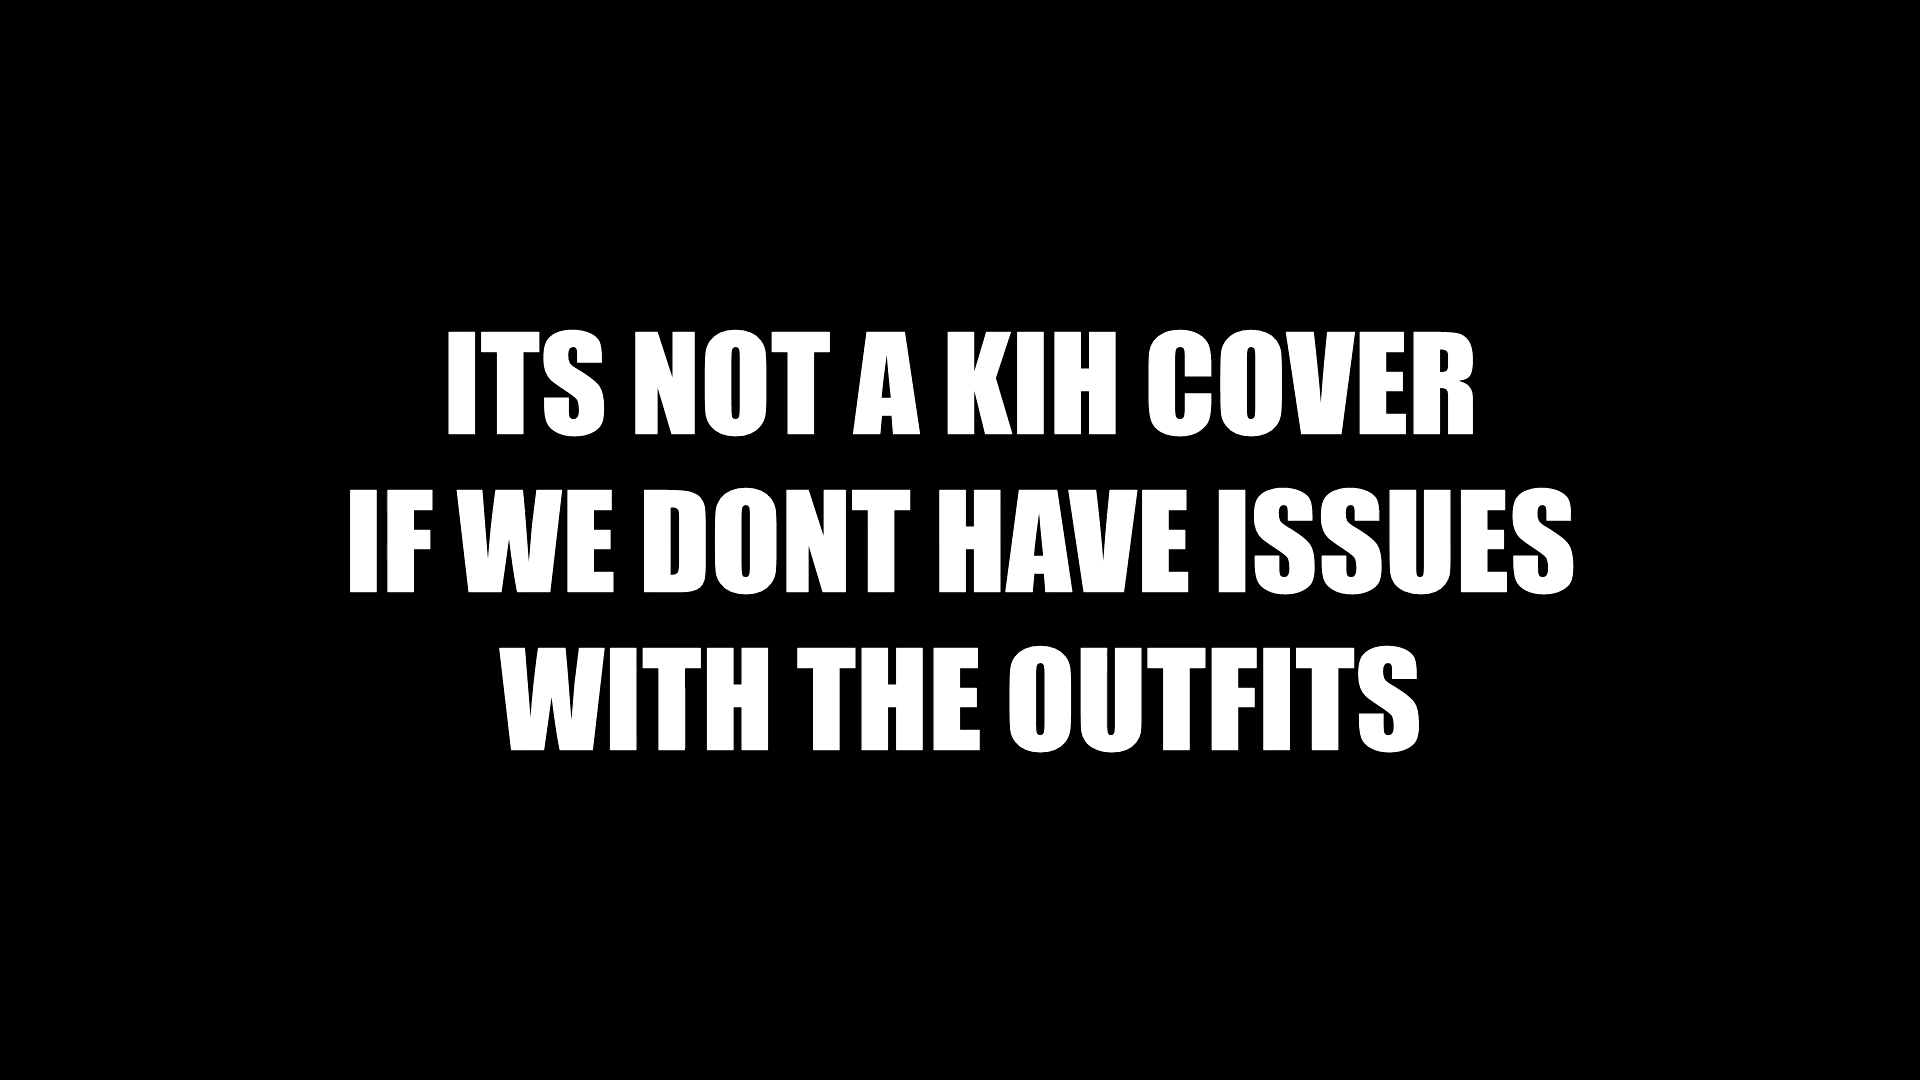 ITS NOT A KIH COVER
IF WE DONT HAVE ISSUES
WITH THE OUTFITS